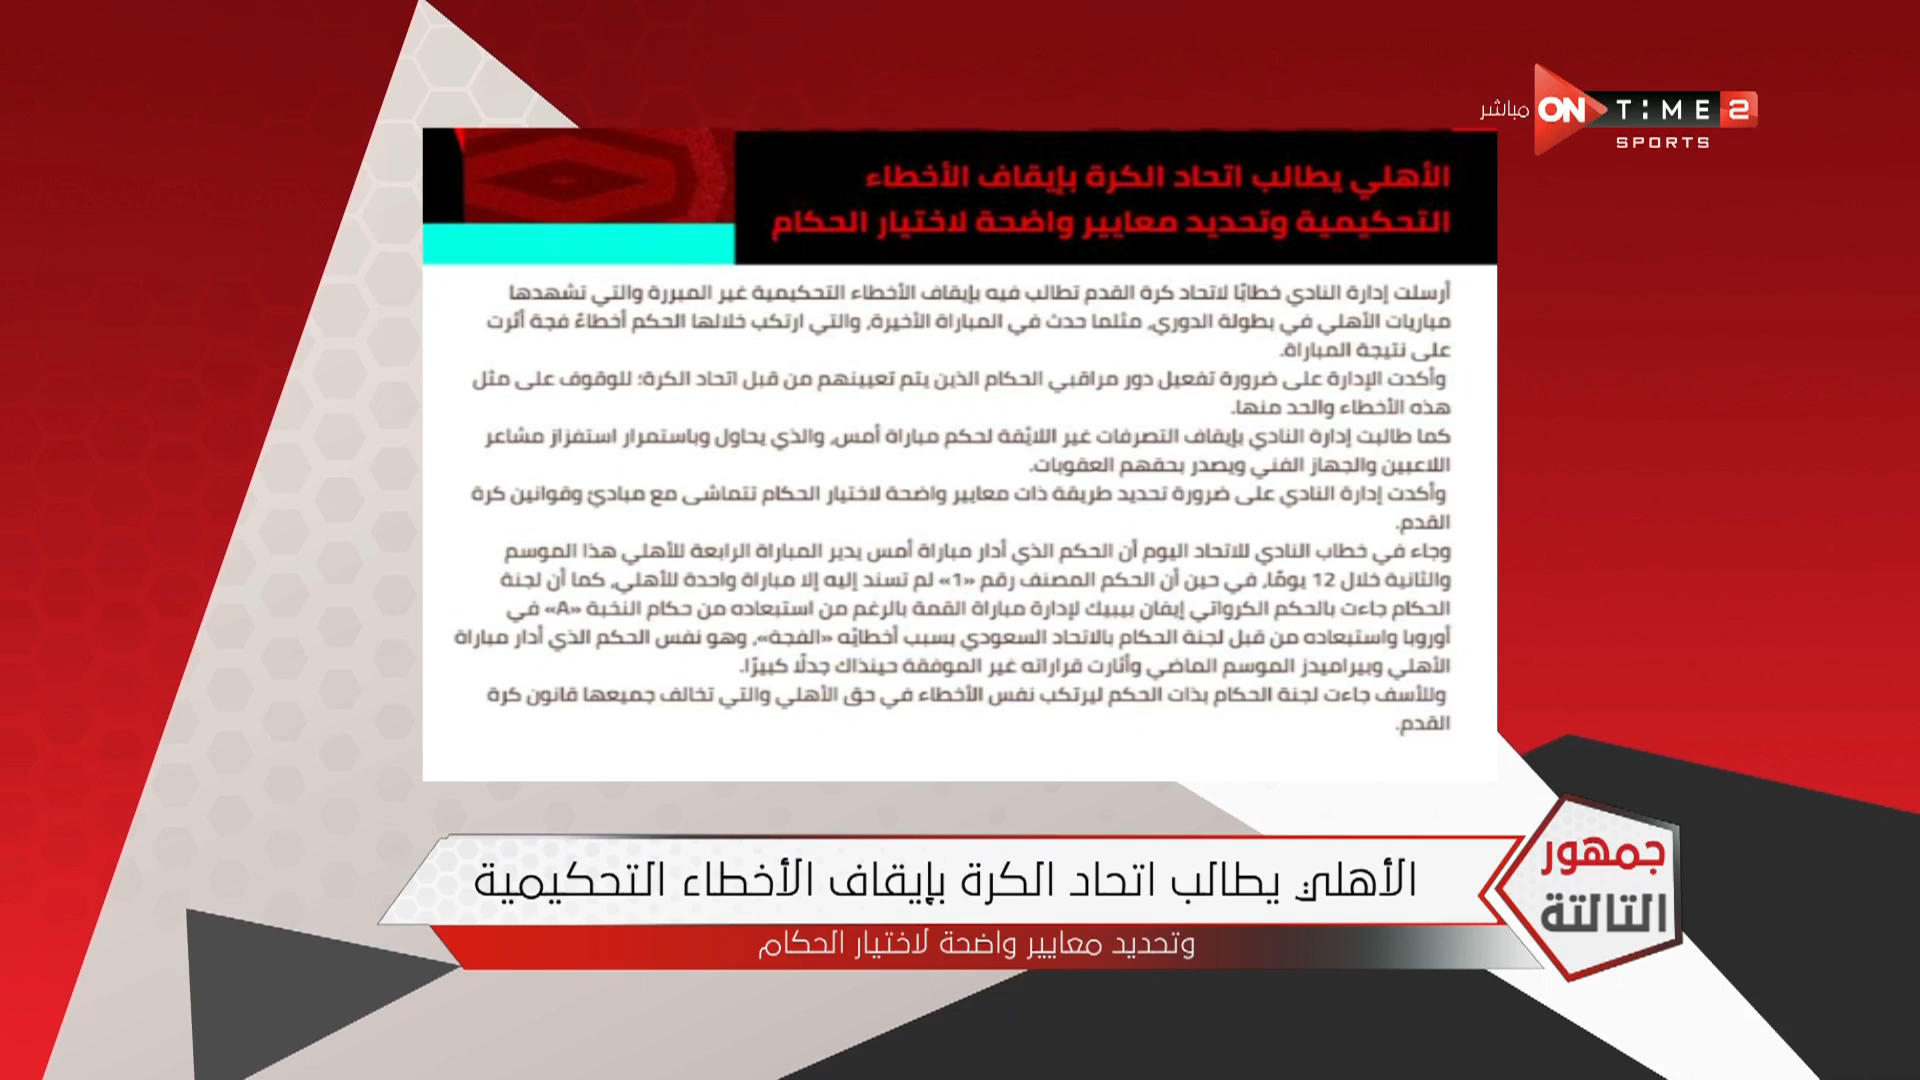 مباشر
ON TIME 2
SPORTS
الأهلي يطالب اتحاد الكرة بإيقاف الأخطاء
التحكيمية وتحديد معايير واضحة لاختيار الحكام
أرسلت إدارة النادي خطابًا لاتحاد كرة القدم تطالب فيه بإيقاف الأخطاء التحكيمية غير المبررة والتي تشهدها
مباريات الأهلي في بطولة الدوري، مثلما حدث في المباراة الأخيرة، والتي ارتكب خلالها الحكم أخطاءً فجة أثرت
على نتيجة المباراة.
وأكدت الإدارة على ضرورة تفعيل دور مراقبي الحكام الذين يتم تعيينهم من قبل اتحاد الكرة؛ للوقوف على مثل
هذه الأخطاء والحد منها.
كما طالبت إدارة النادي بإيقاف التصرفات غير اللائقة لحكم مباراة أمس، والذي يحاول وباستمرار استفزاز مشاعر
اللاعبين والجهاز الفني ويصدر بحقهم العقوبات.
وأكدت إدارة النادي على ضرورة تحديد طريقة ذات معايير واضحة لاختيار الحكام تتماشى مع مبادئ وقوانين كرة
القدم.
وجاء في خطاب النادي للاتحاد اليوم أن الحكم الذي أدار مباراة أمس يدير المباراة الرابعة للأهلي هذا الموسم
والثانية خلال 12 يومًا، في حين أن الحكم المصنف رقم «1» لم تسند إليه إلا مباراة واحدة للأهلي، كما أن لجنة
الحكام جاءت بالحكم الكرواتي إيفان بيبيك لإدارة مباراة القمة بالرغم من استبعاده من حكام النخبة «A» في
أوروبا واستبعاده من قبل لجنة الحكام بالاتحاد السعودي بسبب أخطائه «الفجة»، وهو نفس الحكم الذي أدار مباراة
الأهلي وبيراميدز الموسم الماضي وأثارت قراراته غير الموفقة حينذاك جدلًا كبيرًا.
وللأسف جاءت لجنة الحكام بذات الحكم ليرتكب نفس الأخطاء في حق الأهلي والتي تخالف جميعها قانون كرة
القدم.
جمهور
التالتة
الأهلي يطالب اتحاد الكرة بإيقاف الأخطاء التحكيمية
وتحديد معايير واضحة لاختيار الحكام